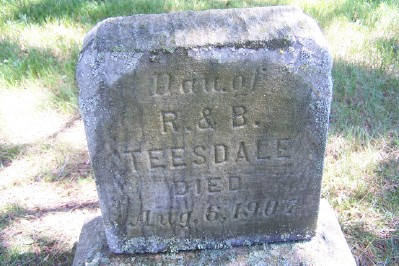 Dau. of
R. & B.
TEESDALE
DIED
Aug. 6, 1907